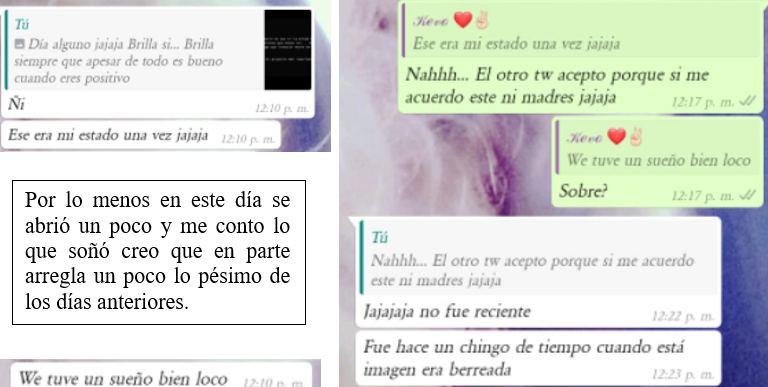 Tú
Día alguno jajaja Brilla si... Brilla
siempre que apesar de todo es bueno
cuando eres positivo
Ñi
12:10 p. m.
Ese era mi estado una vez jajaja 12:10 p. m.
Por lo menos en este día se
abrió un poco y me conto lo
que soñó creo que en parte
arregla un poco lo pésimo de
los días anteriores.
We tuve un sueño bien loco 12:10 p. m.
Kevo ❤️✌🏻
Ese era mi estado una vez jajaja
Nahhh... El otro tw acepto porque si me
acuerdo este ni madres jajaja 12:17 p. m.
Kevo ❤️✌🏻
We tuve un sueño bien loco
Sobre? 12:17 p. m.
Tú
Nahhh... El otro tw acepto porque si me acuerdo
este ni madres jajaja
Jajajaja no fue reciente 12:22 p. m.
Fue hace un chingo de tiempo cuando está
imagen era berreada 12:23 p. m.